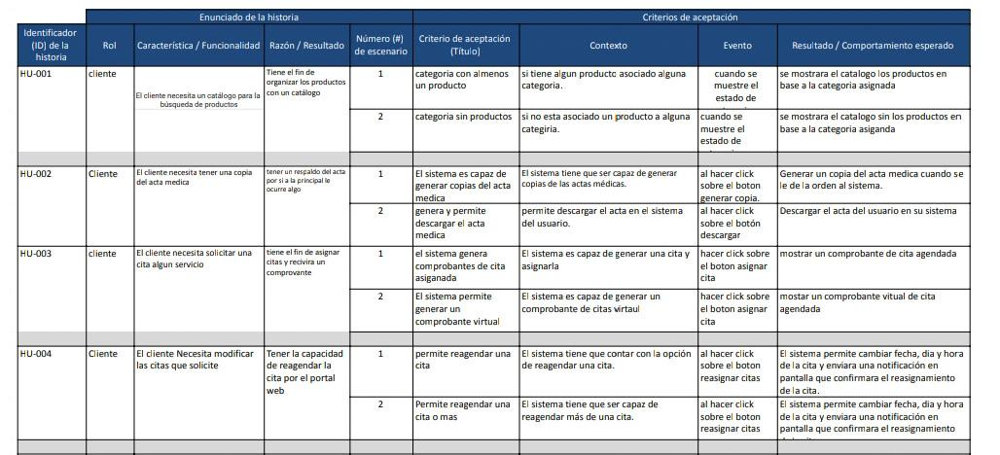 Enunciado de la historia
Criterios de aceptación
Identificador
(ID) de la
historia
Rol
Característica / Funcionalidad
Razón / Resultado
Número (#)
de escenario
Criterio de aceptación
(Título)
Contexto
Evento
Resultado / Comportamiento esperado
HU-001
cliente
El cliente necesita un catálogo para la
búsqueda de productos
Tiene el fin de
organizar los productos
con un catálogo
1
categoria con almenos
un producto
si tiene algun producto asociado alguna
categoria.
cuando se
muestre el
estado de
se mostrara el catalogo los productos en
base a la categoria asignada
2
categoria sin productos
si no esta asociado un producto a alguna
categiria.
cuando se
muestre el
estado de
se mostrara el catalogo sin los productos en
base a la categoria asiganda
HU-002
Cliente
El cliente necesita tener una copia
del acta medica
tener un respaldo del acta
por si a la principal le
ocurre algo
1
El sistema es capaz de
generar copias del acta
medica
El sistema tiene que ser capaz de generar
copias de las actas médicas.
al hacer click
sobre el boton
generar copia.
Generar un copia del acta medica cuando se
le de la orden al sistema.
2
genera y permite
descargar el acta
medica
permite descargar el acta en el sistema
del usuario.
al hacer click
sobre el botón
descargar
Descargar el acta del usuario en su sistema
HU-003
cliente
El cliente necesita solicitar una
cita algun servicio
tiene el fin de asignar
citas y recivira un
comprovante
1
el sistema genera
comprobantes de cita
asiganada
El sistema es capaz de generar una cita y
asignarla
hacer click sobre
el boton asignar
cita
mostrar un comprobante de cita agendada
2
El sistema permite
generar un
comprobante virtual
El sistema es capaz de generar un
comprobante de citas virtaul
hacer click sobre
el boton asignar
cita
mostar un comprobante vitual de cita
agendada
HU-004
Cliente
El cliente Necesita modificar
las citas que solicite
Tener la capacidad
de reagendar la
cita por el portal
web
1
permite reagendar una
cita
El sistema tiene que contar con la opción
de reagendar una cita.
al hacer click
sobre el boton
reasignar citas
El sistema permite cambiar fecha, dia y hora
de la cita y enviara una notificación en
pantalla que confirmara el reasignamiento
de la cita.
2
Permite reagendar una
cita o mas
El sistema tiene que ser capaz de
reagendar más de una cita.
al hacer click
sobre el boton
reasignar citas
El sistema permite cambiar fecha, dia y hora
de la cita y enviara una notificación en
pantalla que confirmara el reasignamiento